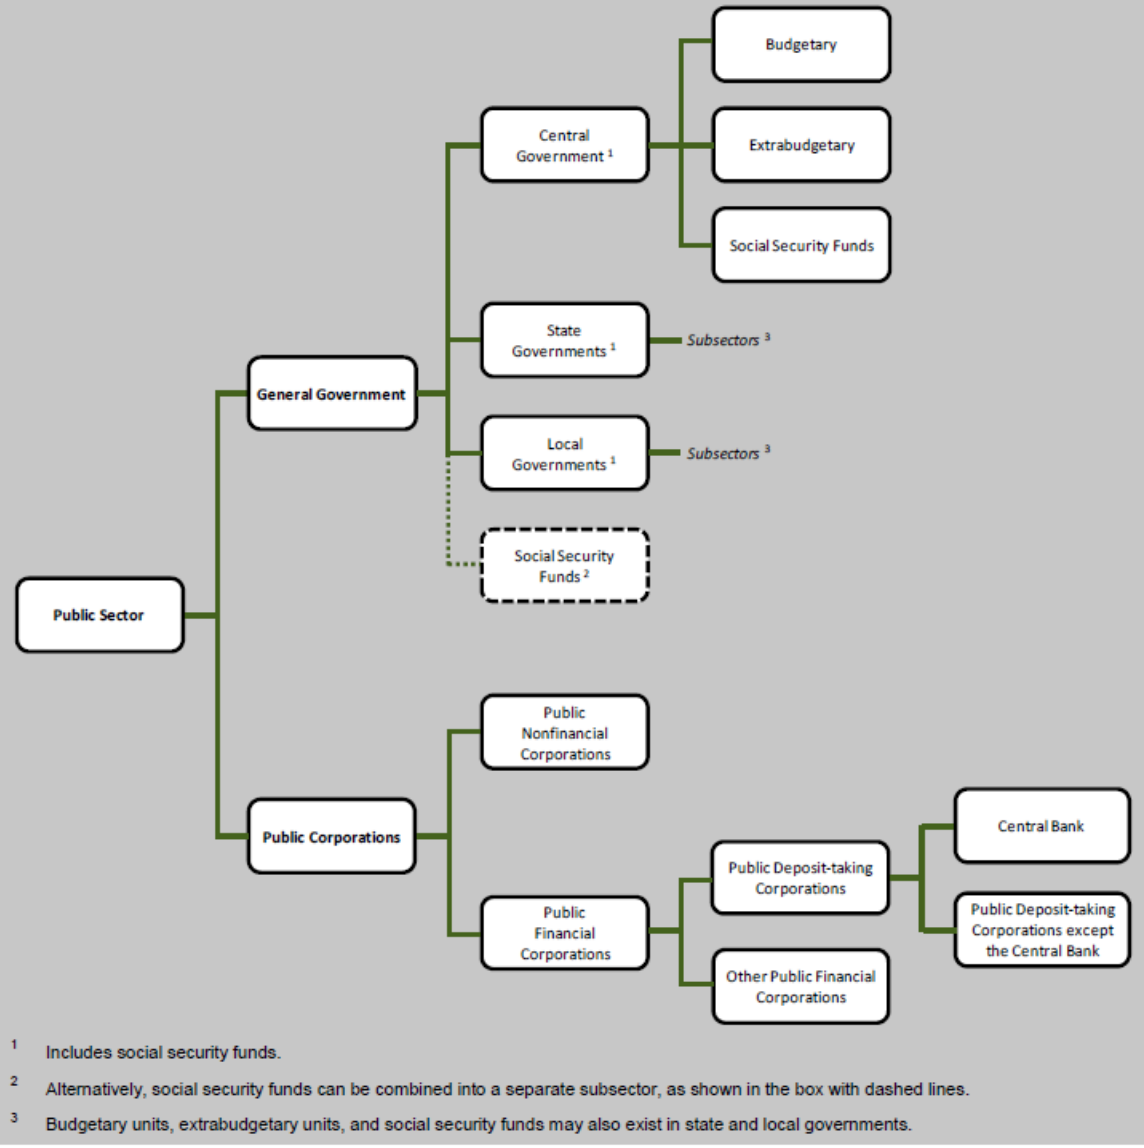 Budgetary
Central
Government ¹
Extrabudgetary
Social Security Funds
State
Governments ¹
Subsectors ³
General Government
Local
Governments ¹
Subsectors ³
Social Security
Funds ²
Public Sector
Public
Nonfinancial
Corporations
Public Corporations
Central Bank
Public Deposit-taking
Corporations
Public
Financial
Corporations
Public Deposit-taking
Corporations except
the Central Bank
Other Public Financial
Corporations
¹ Includes social security funds.
² Alternatively, social security funds can be combined into a separate subsector, as shown in the box with dashed lines.
³ Budgetary units, extrabudgetary units, and social security funds may also exist in state and local governments.